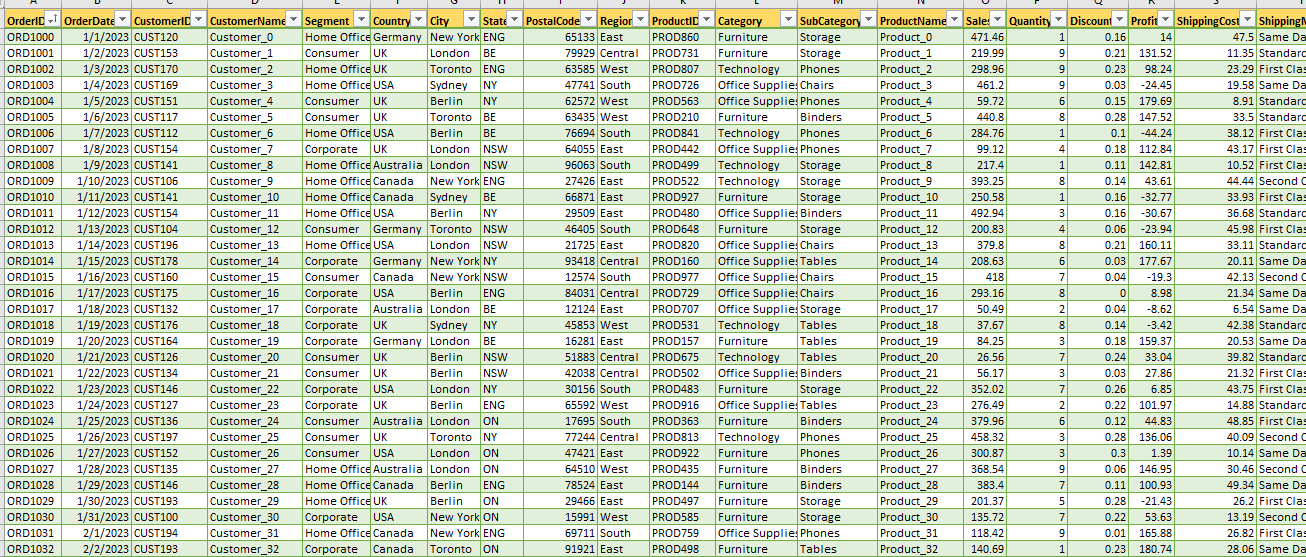 OrderID OrderDate CustomerID CustomerName Segment Country City State PostalCode Region ProductID Category SubCategory ProductName Sales Quantity Discount Profit ShippingCost ShippingM
ORD1000 1/1/2023 CUST120 Customer_0 Home Office Germany New York ENG 65133 East PROD860 Furniture Storage Product_0 471.46 1 0.16 14 47.5 Same Da
ORD1001 1/2/2023 CUST153 Customer_1 Consumer UK London BE 79929 Central PROD731 Furniture Storage Product_1 219.99 9 0.21 131.52 11.35 Standard
ORD1002 1/3/2023 CUST170 Customer_2 Home Office UK Toronto ENG 63585 West PROD807 Technology Phones Product_2 298.96 9 0.23 98.24 23.29 First Clas
ORD1003 1/4/2023 CUST169 Customer_3 Home Office USA Sydney NY 47741 South PROD726 Office Supplies Chairs Product_3 461.2 9 0.03 -24.45 19.58 Same Da
ORD1004 1/5/2023 CUST151 Customer_4 Consumer UK Berlin NY 62572 West PROD563 Office Supplies Phones Product_4 59.72 6 0.15 179.69 8.91 Standard
ORD1005 1/6/2023 CUST117 Customer_5 Consumer UK Toronto BE 63435 West PROD210 Furniture Binders Product_5 440.8 8 0.28 147.52 33.5 Standard
ORD1006 1/7/2023 CUST112 Customer_6 Home Office USA Berlin BE 76694 South PROD841 Technology Phones Product_6 284.76 1 0.1 -44.24 38.12 First Clas
ORD1007 1/8/2023 CUST154 Customer_7 Corporate UK London NSW 64055 East PROD442 Office Supplies Phones Product_7 99.12 4 0.18 112.84 43.17 First Clas
ORD1008 1/9/2023 CUST141 Customer_8 Home Office Australia London NSW 96063 South PROD499 Technology Storage Product_8 217.4 1 0.11 142.81 10.52 Standard
ORD1009 1/10/2023 CUST106 Customer_9 Home Office Canada New York ENG 27426 East PROD522 Technology Storage Product_9 393.25 8 0.14 43.61 44.44 Second C
ORD1010 1/11/2023 CUST141 Customer_10 Home Office Canada Sydney BE 66871 East PROD927 Furniture Storage Product_10 250.58 1 0.16 -32.77 33.93 First Clas
ORD1011 1/12/2023 CUST154 Customer_11 Home Office USA Berlin NY 29509 East PROD480 Office Supplies Binders Product_11 492.94 3 0.16 -30.67 36.68 Standard
ORD1012 1/13/2023 CUST104 Customer_12 Consumer Germany Toronto NSW 46405 South PROD648 Furniture Storage Product_12 200.83 4 0.06 -23.94 45.98 First Clas
ORD1013 1/14/2023 CUST196 Customer_13 Home Office USA London NSW 21725 East PROD820 Office Supplies Chairs Product_13 379.8 8 0.21 160.11 33.11 Standard
ORD1014 1/15/2023 CUST178 Customer_14 Corporate Germany New York NY 93418 Central PROD160 Office Supplies Tables Product_14 208.63 6 0.03 177.67 20.11 Same Da
ORD1015 1/16/2023 CUST160 Customer_15 Consumer Canada New York NSW 12574 South PROD977 Office Supplies Chairs Product_15 418 7 0.04 -19.3 42.13 Second C
ORD1016 1/17/2023 CUST175 Customer_16 Corporate USA Berlin ENG 84031 Central PROD729 Office Supplies Chairs Product_16 293.16 8 0 8.98 21.34 Same Da
ORD1017 1/18/2023 CUST132 Customer_17 Corporate Australia London BE 12124 East PROD707 Office Supplies Storage Product_17 50.49 2 0.04 -8.62 6.54 Same Da
ORD1018 1/19/2023 CUST176 Customer_18 Corporate UK Sydney NY 45853 West PROD531 Technology Tables Product_18 37.67 8 0.14 -3.42 42.38 Standard
ORD1019 1/20/2023 CUST164 Customer_19 Corporate Germany London BE 16281 East PROD157 Furniture Tables Product_19 84.25 3 0.18 159.37 20.53 Same Da
ORD1020 1/21/2023 CUST126 Customer_20 Consumer UK Berlin NSW 51883 Central PROD675 Technology Tables Product_20 26.56 7 0.24 33.04 39.82 Standard
ORD1021 1/22/2023 CUST134 Customer_21 Consumer UK Berlin NSW 42038 Central PROD502 Office Supplies Binders Product_21 56.17 3 0.03 27.86 21.32 First Clas
ORD1022 1/23/2023 CUST146 Customer_22 Corporate USA London NY 30156 South PROD483 Furniture Storage Product_22 352.02 7 0.26 6.85 43.75 First Clas
ORD1023 1/24/2023 CUST127 Customer_23 Corporate UK Berlin ENG 65592 West PROD916 Office Supplies Tables Product_23 276.49 2 0.22 101.97 14.88 Standard
ORD1024 1/25/2023 CUST136 Customer_24 Consumer Australia London ON 17695 South PROD363 Furniture Binders Product_24 379.96 6 0.12 44.83 48.85 First Clas
ORD1025 1/26/2023 CUST197 Customer_25 Consumer UK Toronto NY 77244 Central PROD813 Technology Phones Product_25 458.32 3 0.28 136.06 40.09 Second C
ORD1026 1/27/2023 CUST152 Customer_26 Consumer USA London ON 47421 East PROD922 Furniture Phones Product_26 300.87 3 0.3 1.39 10.14 Same Da
ORD1027 1/28/2023 CUST135 Customer_27 Home Office Australia London ON 64510 West PROD435 Furniture Binders Product_27 368.54 9 0.06 146.95 30.46 Second C
ORD1028 1/29/2023 CUST146 Customer_28 Home Office Canada Berlin ENG 78524 East PROD144 Furniture Binders Product_28 383.4 7 0.11 100.93 49.34 Same Da
ORD1029 1/30/2023 CUST193 Customer_29 Home Office UK Berlin ON 29466 East PROD497 Furniture Storage Product_29 201.37 5 0.28 -21.43 26.2 First Clas
ORD1030 1/31/2023 CUST100 Customer_30 Corporate USA New York ON 15991 West PROD585 Furniture Storage Product_30 135.72 7 0.22 53.63 13.19 Second C
ORD1031 2/1/2023 CUST194 Customer_31 Home Office Canada New York ENG 69711 South PROD759 Office Supplies Phones Product_31 118.42 9 0.01 165.88 26.82 First Clas
ORD1032 2/2/2023 CUST193 Customer_32 Corporate Canada Toronto ON 91921 East PROD498 Furniture Tables Product_32 140.69 1 0.23 180.74 28.06 Same Da